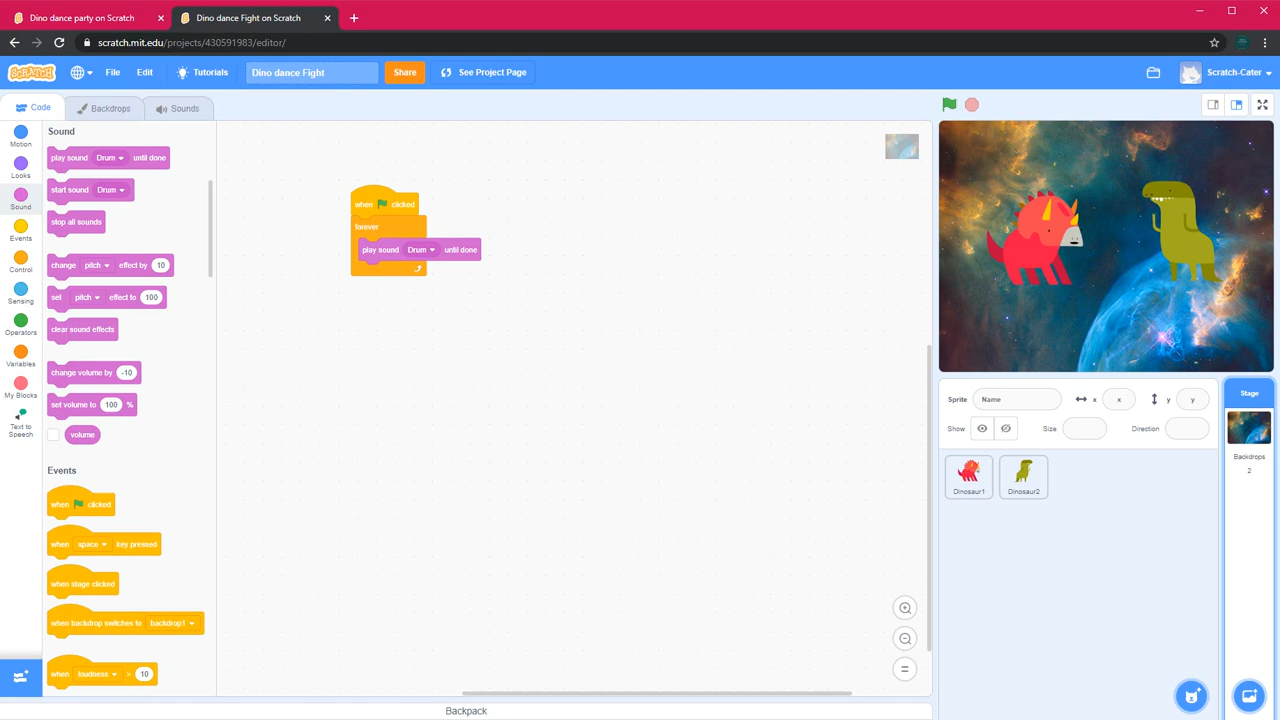 Dino dance party on Scratch
Dino dance Fight on Scratch
scratch.mit.edu/projects/430591983/editor/
SCRATCH
File
Edit
Tutorials
Dino dance Fight
Share
See Project Page
Scratch-Cater
Code
Backdrops
Sounds
Motion
Looks
Sound
Events
Control
Sensing
Operators
Variables
My Blocks
Text to
Speech
Sound
play sound Drum until done
start sound Drum
stop all sounds
change pitch effect by 10
set pitch effect to 100
clear sound effects
change volume by -10
set volume to 100 %
volume
Events
when clicked
when space key pressed
when stage clicked
when backdrop switches to backdrop1
when loudness > 10
when clicked
forever
play sound Drum until done
Backpack
Sprite Name x x y y
Show Size Direction
Dinosaur1
Dinosaur2
Stage
Backdrops
2